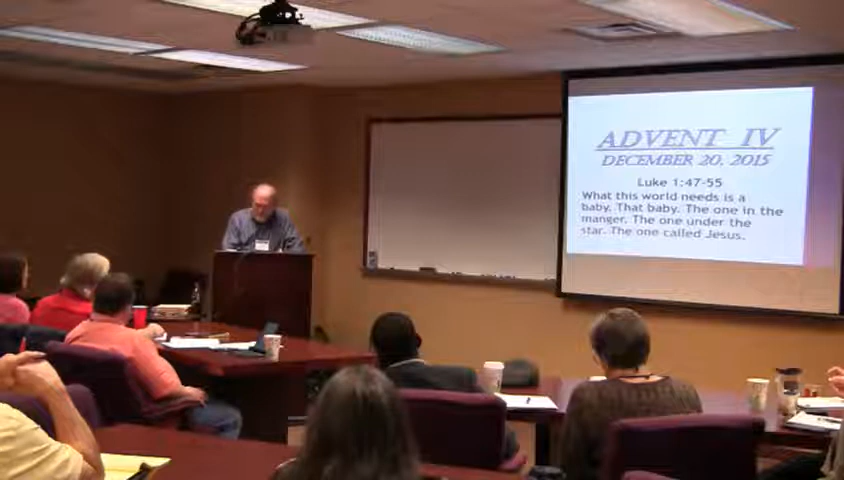 ADVENT IV
DECEMBER 20, 2015
Luke 1:47-55
What this world needs is a
baby. That baby. The one in the
manger. The one under the
star. The one called Jesus.